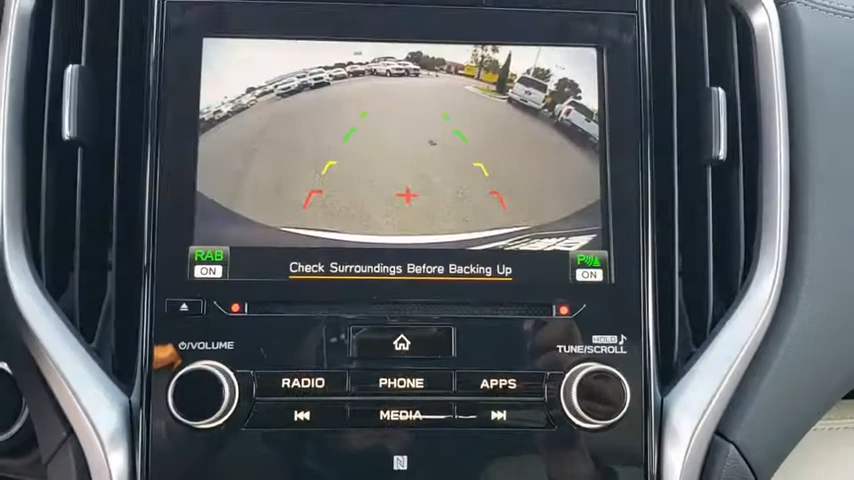 RAB
ON
Check Surroundings Before Backing Up
P
ON
VOLUME
HOLD
TUNE/SCROLL
RADIO
PHONE
APPS
MEDIA
N